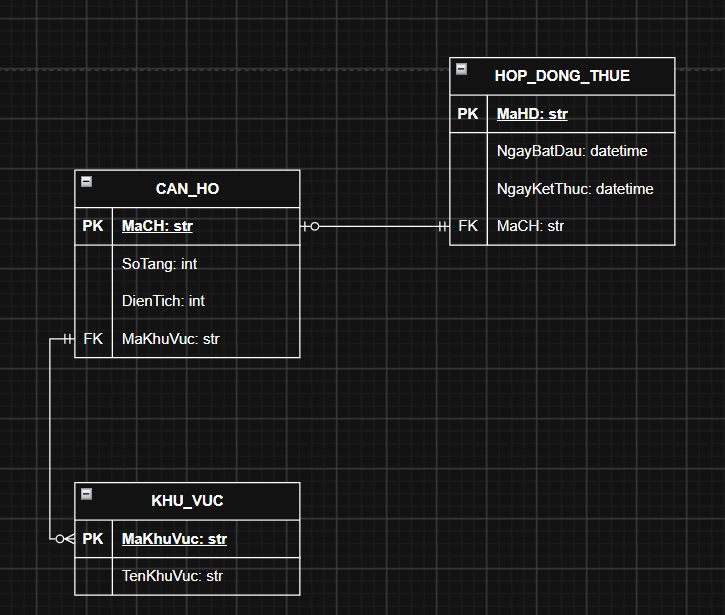 HOP_DONG_THUE
PK MaHD: str
NgayBatDau: datetime
NgayKetThuc: datetime
FK MaCH: str
CAN_HO
PK MaCH: str
SoTang: int
DienTich: int
FK MaKhuVuc: str
KHU_VUC
PK MaKhuVuc: str
TenKhuVuc: str